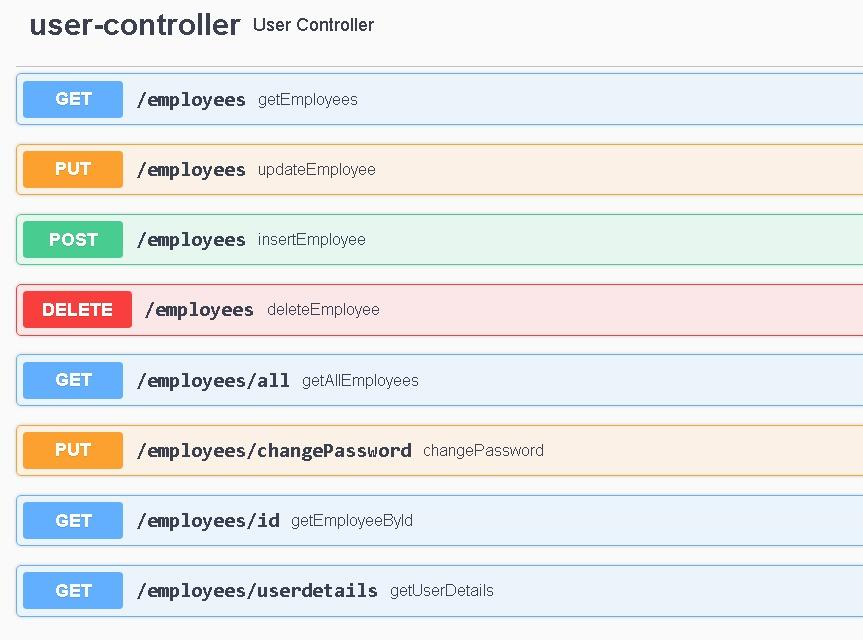 user-controller User Controller
GET /employees getEmployees
PUT /employees updateEmployee
POST /employees insertEmployee
DELETE /employees deleteEmployee
GET /employees/all getAllEmployees
PUT /employees/changePassword changePassword
GET /employees/id getEmployeeById
GET /employees/userdetails getUserDetails